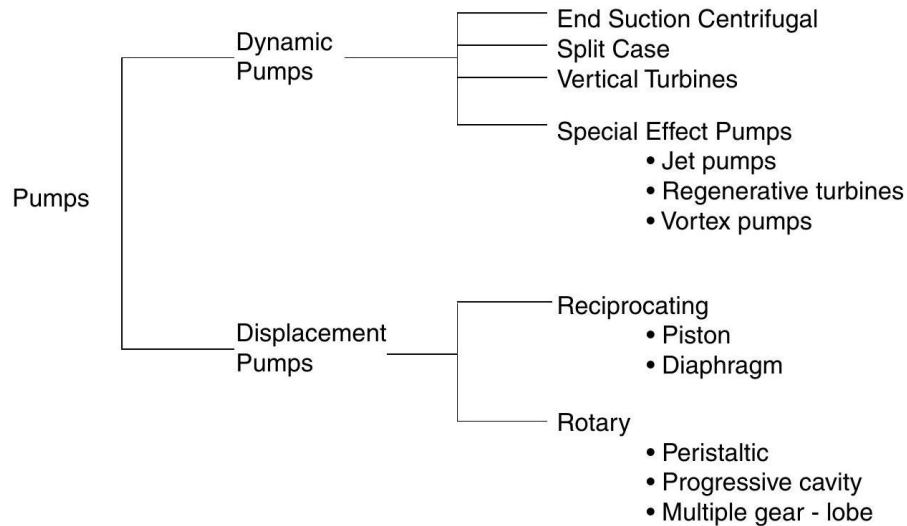 Pumps
Dynamic
Pumps
End Suction Centrifugal
Split Case
Vertical Turbines
Special Effect Pumps
• Jet pumps
• Regenerative turbines
• Vortex pumps
Displacement
Pumps
Reciprocating
• Piston
• Diaphragm
Rotary
• Peristaltic
• Progressive cavity
• Multiple gear - lobe